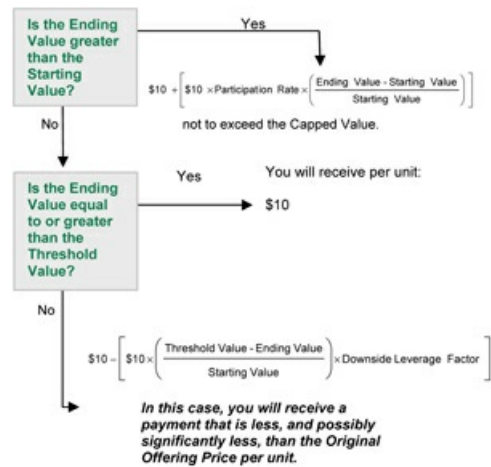 Is the Ending
Value greater
than the
Starting
Value?
Yes
$10 + [ $10 × Participation Rate × ( Ending Value - Starting Value
Starting Value ) ]
not to exceed the Capped Value.
No
Is the Ending
Value equal
to or greater
than the
Threshold
Value?
Yes
You will receive per unit:
$10
No
$10 - [ $10 × ( Threshold Value - Ending Value
Starting Value ) × Downside Leverage Factor ]
In this case, you will receive a
payment that is less, and possibly
significantly less, than the Original
Offering Price per unit.